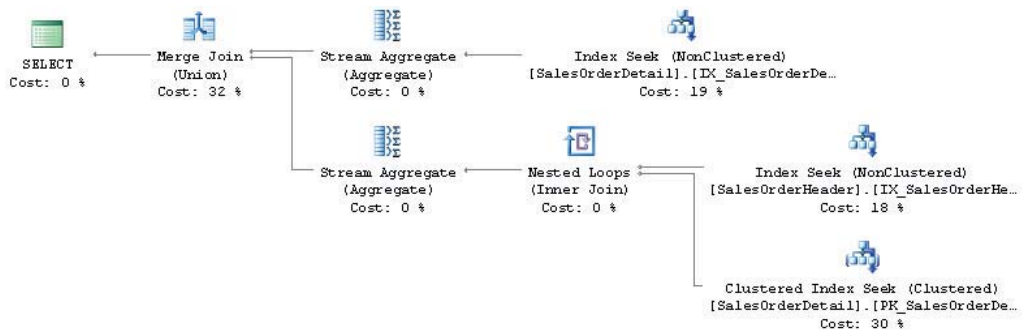 SELECT
Cost: 0 %
Merge Join
(Union)
Cost: 32 %
Stream Aggregate
(Aggregate)
Cost: 0 %
Index Seek (NonClustered)
[SalesOrderDetail].[IX_SalesOrderDe…
Cost: 19 %
Stream Aggregate
(Aggregate)
Cost: 0 %
Nested Loops
(Inner Join)
Cost: 0 %
Index Seek (NonClustered)
[SalesOrderHeader].[IX_SalesOrderHe…
Cost: 18 %
Clustered Index Seek (Clustered)
[SalesOrderDetail].[PK_SalesOrderDe…
Cost: 30 %